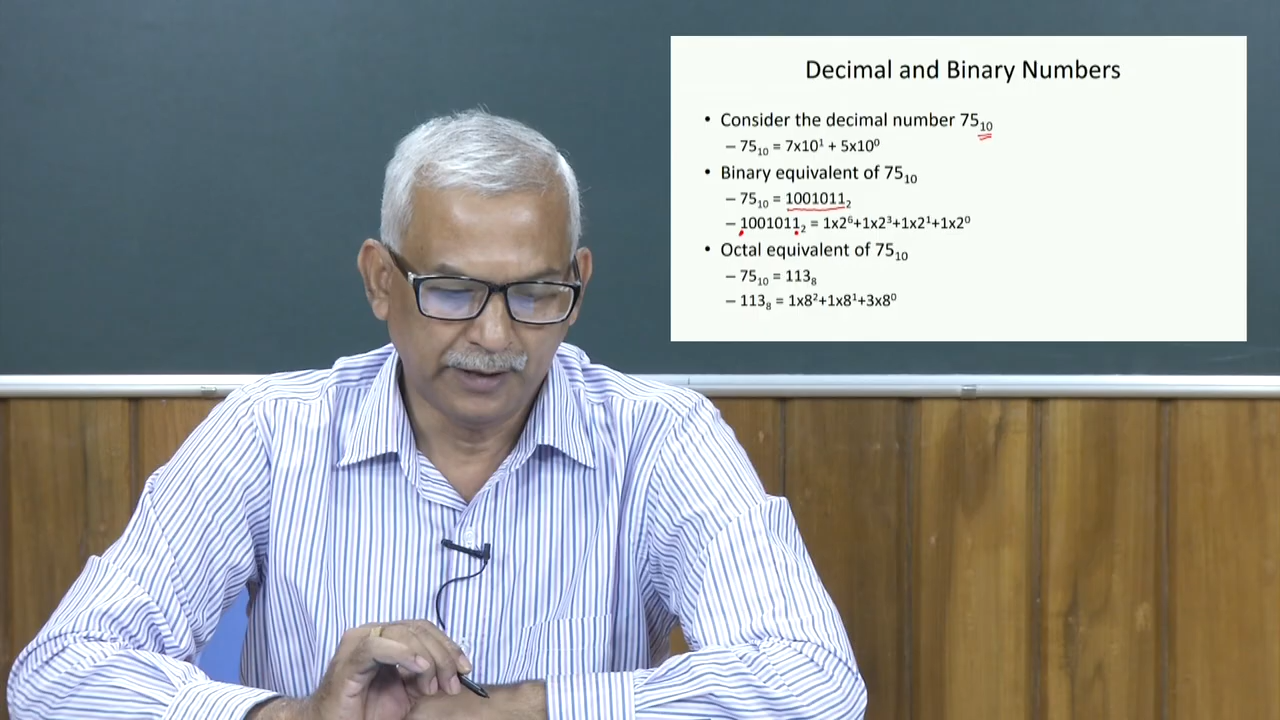 Decimal and Binary Numbers
• Consider the decimal number 75₁₀
– 75₁₀ = 7x10¹ + 5x10⁰
• Binary equivalent of 75₁₀
– 75₁₀ = 1001011₂
– 1001011₂ = 1x2⁶+1x2³+1x2¹+1x2⁰
• Octal equivalent of 75₁₀
– 75₁₀ = 113₈
– 113₈ = 1x8²+1x8¹+3x8⁰